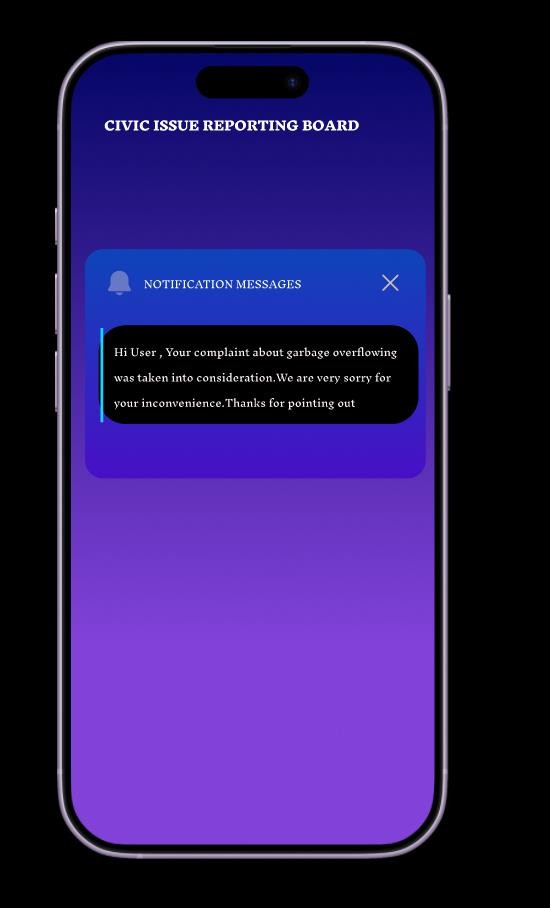 CIVIC ISSUE REPORTING BOARD
NOTIFICATION MESSAGES
Hi User , Your complaint about garbage overflowing
was taken into consideration.We are very sorry for
your inconvenience.Thanks for pointing out